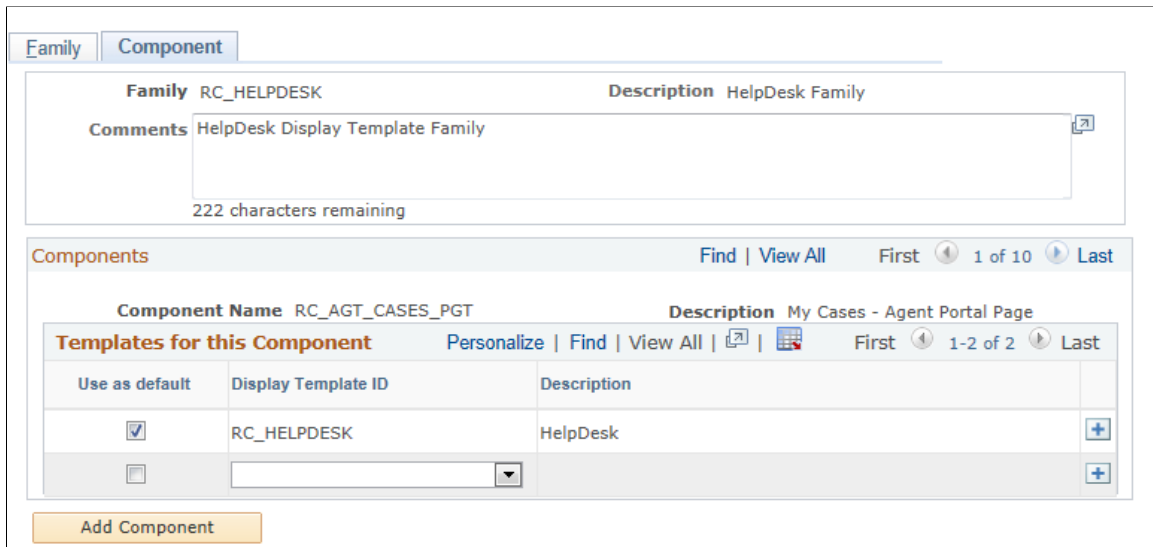 Family Component
Family RC_HELPDESK Description HelpDesk Family
Comments HelpDesk Display Template Family
222 characters remaining
Components Find | View All First 1 of 10 Last
Component Name RC_AGT_CASES_PGT Description My Cases - Agent Portal Page
Templates for this Component Personalize | Find | View All | | First 1-2 of 2 Last
Use as default Display Template ID Description
RC_HELPDESK HelpDesk
Add Component